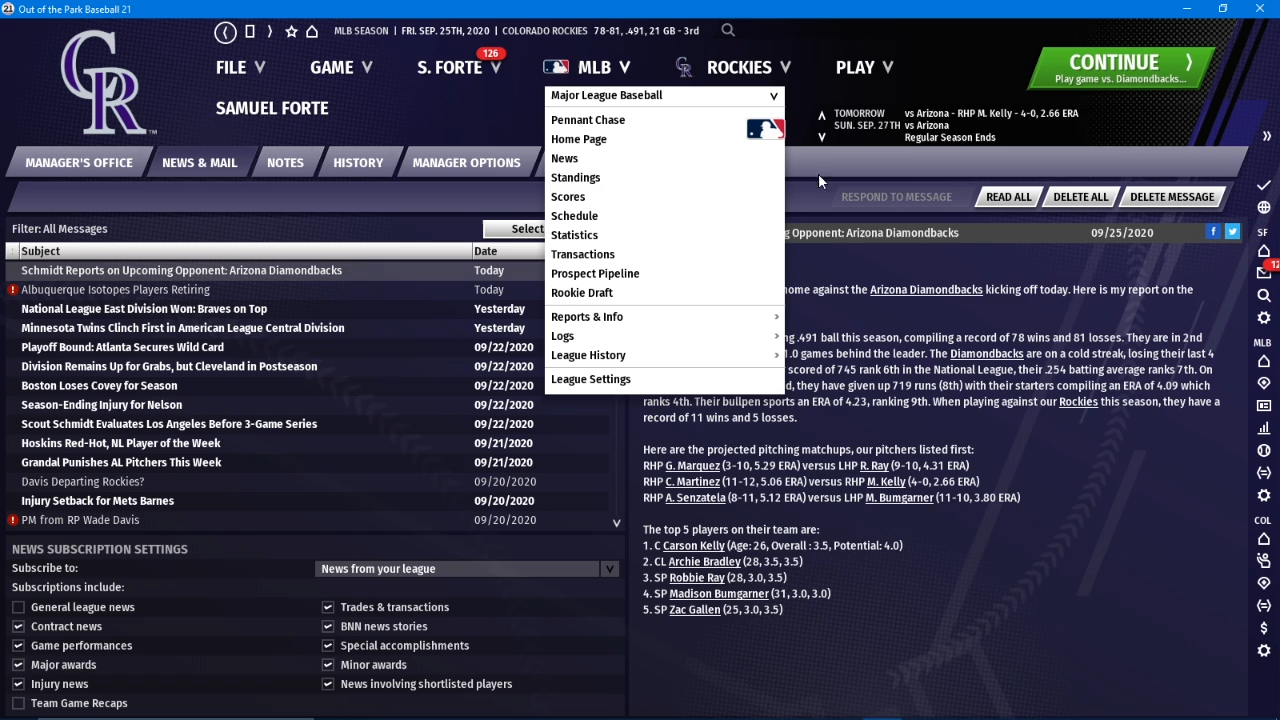 Out of the Park Baseball 21
MLB SEASON | FRI. SEP. 25TH, 2020 | COLORADO ROCKIES 78-81, .491, 21 GB - 3rd
126
FILE GAME S. FORTE MLB ROCKIES PLAY
CONTINUE
Play game vs. Diamondbacks...
SAMUEL FORTE
TOMORROW vs Arizona - RHP M. Kelly - 4-0, 2.66 ERA
SUN. SEP. 27TH vs Arizona
Regular Season Ends
MANAGER'S OFFICE NEWS & MAIL NOTES HISTORY MANAGER OPTIONS
Major League Baseball
Pennant Chase
Home Page
News
Standings
Scores
Schedule
Statistics
Transactions
Prospect Pipeline
Rookie Draft
Reports & Info
Logs
League History
League Settings
RESPOND TO MESSAGE READ ALL DELETE ALL DELETE MESSAGE
Filter: All Messages
Select
Subject Date
Schmidt Reports on Upcoming Opponent: Arizona Diamondbacks Today
Albuquerque Isotopes Players Retiring Today
National League East Division Won: Braves on Top Yesterday
Minnesota Twins Clinch First in American League Central Division Yesterday
Playoff Bound: Atlanta Secures Wild Card 09/22/2020
Division Remains Up for Grabs, but Cleveland in Postseason 09/22/2020
Boston Loses Covey for Season 09/22/2020
Season-Ending Injury for Nelson 09/22/2020
Scout Schmidt Evaluates Los Angeles Before 3-Game Series 09/22/2020
Hoskins Red-Hot, NL Player of the Week 09/21/2020
Grandal Punishes AL Pitchers This Week 09/21/2020
Davis Departing Rockies? 09/20/2020
Injury Setback for Mets Barnes 09/20/2020
PM from RP Wade Davis 09/20/2020
NEWS SUBSCRIPTION SETTINGS
Subscribe to: News from your league
Subscriptions include:
General league news Trades & transactions
Contract news BNN news stories
Game performances Special accomplishments
Major awards Minor awards
Injury news News involving shortlisted players
Team Game Recaps
g Opponent: Arizona Diamondbacks 09/25/2020
home against the Arizona Diamondbacks kicking off today. Here is my report on the
g .491 ball this season, compiling a record of 78 wins and 81 losses. They are in 2nd
1.0 games behind the leader. The Diamondbacks are on a cold streak, losing their last 4
scored of 745 rank 6th in the National League, their .254 batting average ranks 7th. On
d, they have given up 719 runs (8th) with their starters compiling an ERA of 4.09 which
ranks 4th. Their bullpen sports an ERA of 4.23, ranking 9th. When playing against our Rockies this season, they have a
record of 11 wins and 5 losses.
Here are the projected pitching matchups, our pitchers listed first:
RHP G. Marquez (3-10, 5.29 ERA) versus LHP R. Ray (9-10, 4.31 ERA)
RHP C. Martinez (11-12, 5.06 ERA) versus RHP M. Kelly (4-0, 2.66 ERA)
RHP A. Senzatela (8-11, 5.12 ERA) versus LHP M. Bumgarner (11-10, 3.80 ERA)
The top 5 players on their team are:
1. C Carson Kelly (Age: 26, Overall : 3.5, Potential: 4.0)
2. CL Archie Bradley (28, 3.5, 3.5)
3. SP Robbie Ray (28, 3.0, 3.5)
4. SP Madison Bumgarner (31, 3.0, 3.0)
5. SP Zac Gallen (25, 3.0, 3.5)
SF
12
MLB
COL